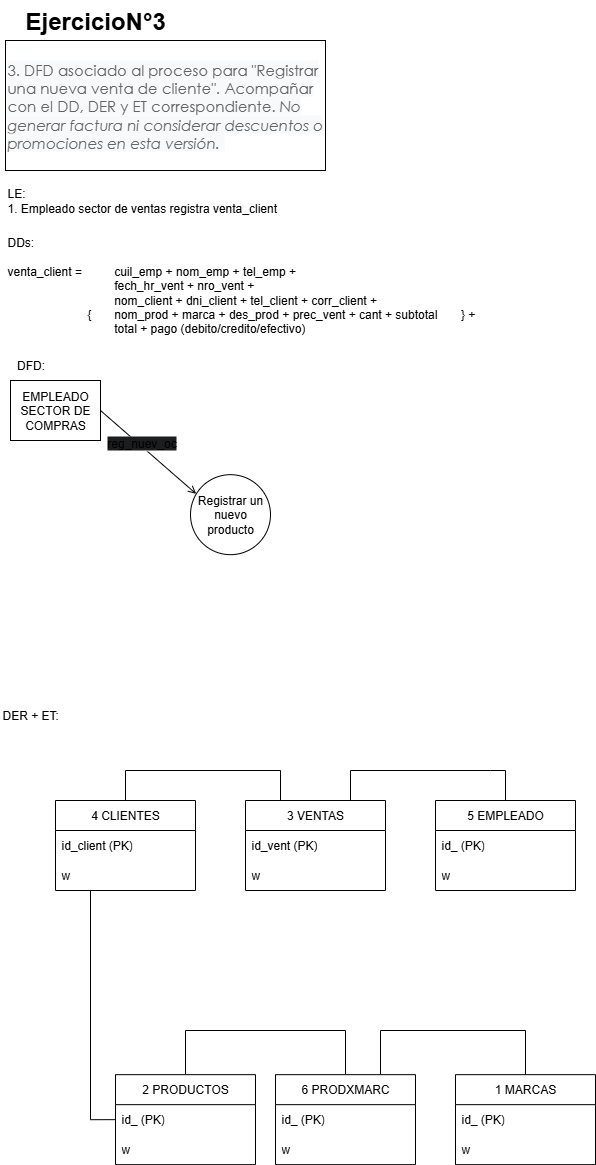 EjercicioN°3
3. DFD asociado al proceso para "Registrar
una nueva venta de cliente". Acompañar
con el DD, DER y ET correspondiente. No
generar factura ni considerar descuentos o
promociones en esta versión.
LE:
1. Empleado sector de ventas registra venta_client
DDs:
venta_client = cuil_emp + nom_emp + tel_emp +
fech_hr_vent + nro_vent +
nom_client + dni_client + tel_client + corr_client +
{ nom_prod + marca + des_prod + prec_vent + cant + subtotal } +
total + pago (debito/credito/efectivo)
DFD:
EMPLEADO
SECTOR DE
COMPRAS
reg_nuev_oc
Registrar un
nuevo
producto
DER + ET:
4 CLIENTES
id_client (PK)
w
3 VENTAS
id_vent (PK)
w
5 EMPLEADO
id_ (PK)
w
2 PRODUCTOS
id_ (PK)
w
6 PRODXMARC
id_ (PK)
w
1 MARCAS
id_ (PK)
w